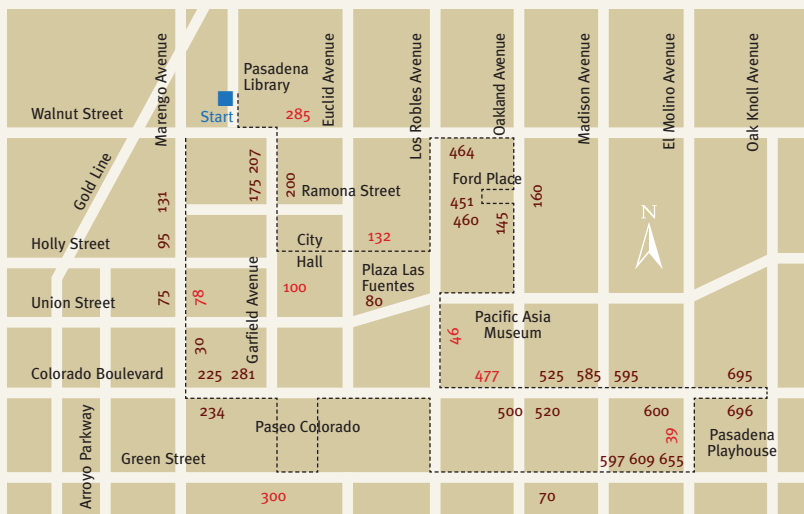 Marengo Avenue
Pasadena
Library
Euclid Avenue
Los Robles Avenue
Oakland Avenue
Madison Avenue
El Molino Avenue
Oak Knoll Avenue
Walnut Street
Start
285
Gold Line
131
175 207
200
Ramona Street
464
Ford Place
451
460
145
160
N
Holly Street
95
City
Hall
132
Plaza Las
Fuentes
80
Union Street
75
78
100
Garfield Avenue
30
46
Pacific Asia
Museum
Colorado Boulevard
225 281
477
525 585 595
695
234
Paseo Colorado
500 520
600
696
Arroyo Parkway
Green Street
39
597 609 655
Pasadena
Playhouse
300
70